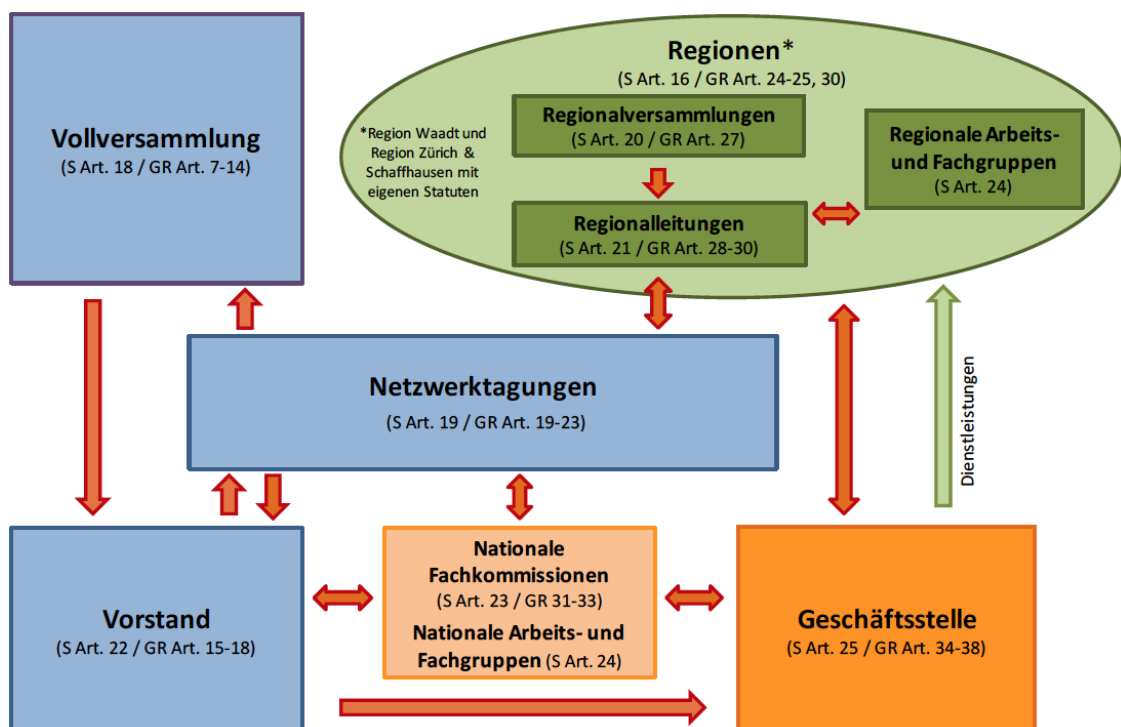 Vollversammlung
(S Art. 18 / GR Art. 7-14)
Regionen*
(S Art. 16 / GR Art. 24-25, 30)
*Region Waadt und
Region Zürich &
Schaffhausen mit
eigenen Statuten
Regionalversammlungen
(S Art. 20 / GR Art. 27)
Regionale Arbeits-
und Fachgruppen
(S Art. 24)
Regionalleitungen
(S Art. 21 / GR Art. 28-30)
Netzwerktagungen
(S Art. 19 / GR Art. 19-23)
Dienstleistungen
Vorstand
(S Art. 22 / GR Art. 15-18)
Nationale
Fachkommissionen
(S Art. 23 / GR 31-33)
Nationale Arbeits- und
Fachgruppen (S Art. 24)
Geschäftsstelle
(S Art. 25 / GR Art. 34-38)